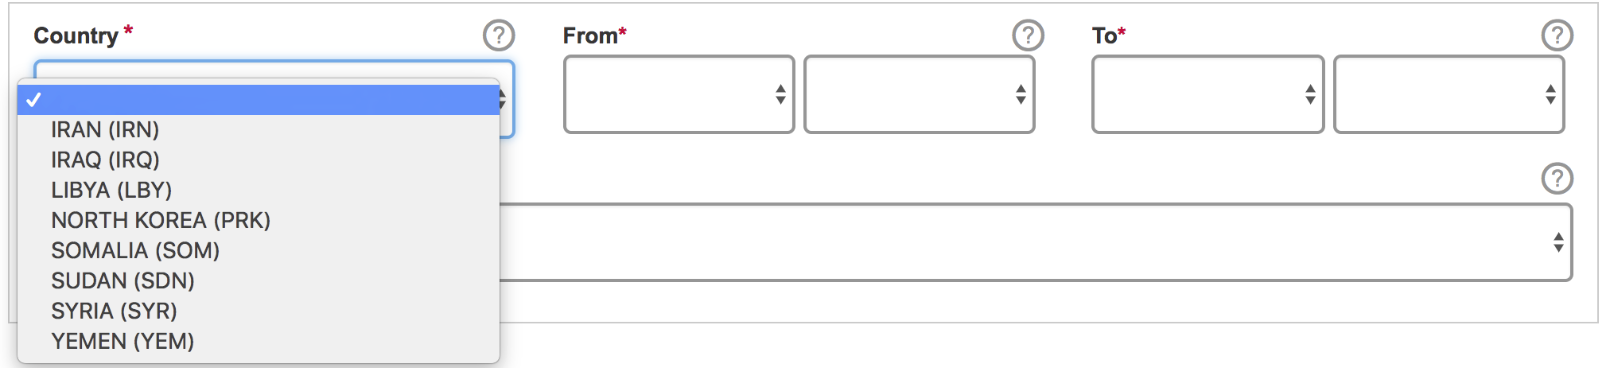 Country * ? From* ? To* ?
✓
IRAN (IRN)
IRAQ (IRQ)
LIBYA (LBY)
?
NORTH KOREA (PRK)
SOMALIA (SOM)
SUDAN (SDN)
SYRIA (SYR)
YEMEN (YEM)